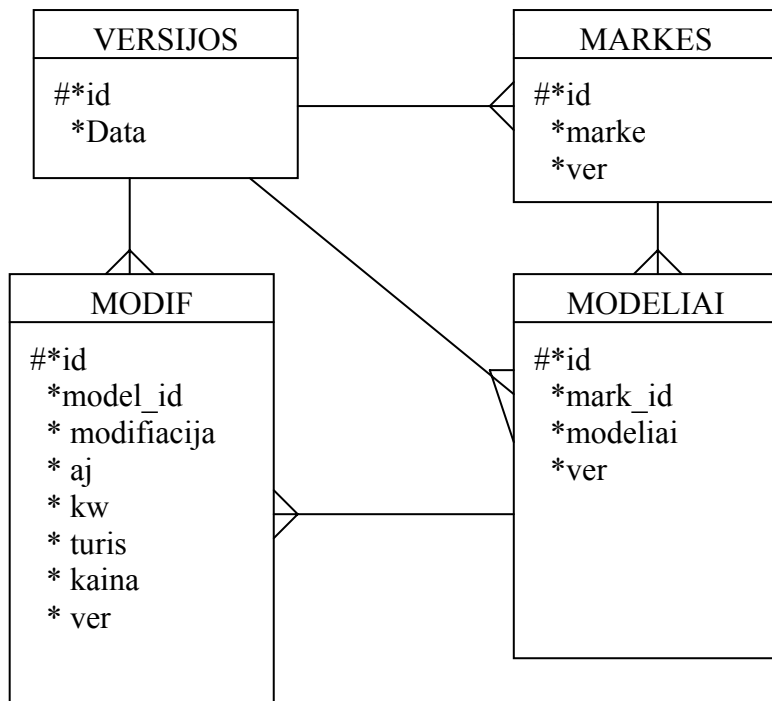 VERSIJOS
#*id
*Data
MARKES
#*id
*marke
*ver
MODIF
#*id
*model_id
* modifiacija
* aj
* kw
* turis
* kaina
* ver
MODELIAI
#*id
*mark_id
*modeliai
*ver